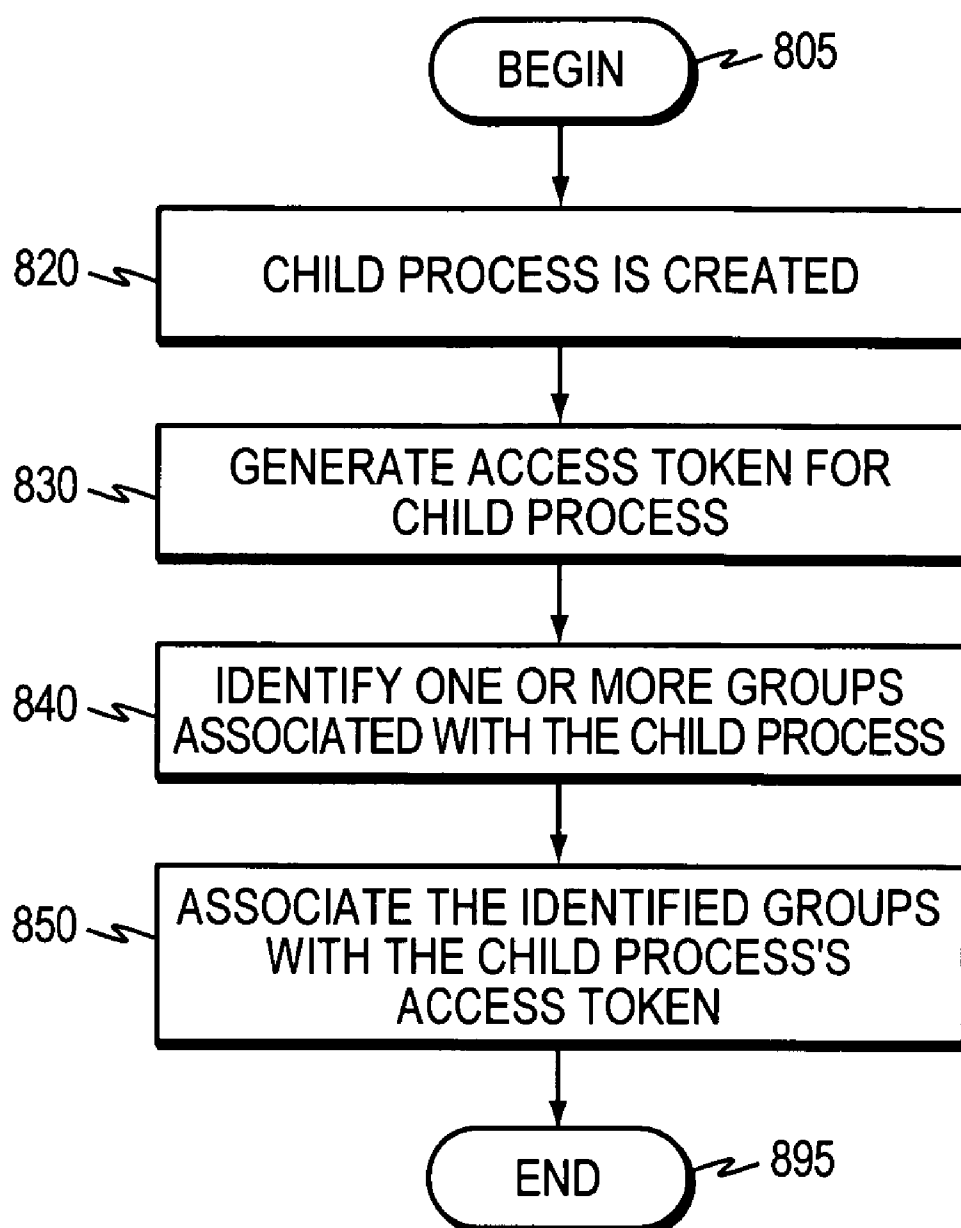 BEGIN
805
820
CHILD PROCESS IS CREATED
830
GENERATE ACCESS TOKEN FOR
CHILD PROCESS
840
IDENTIFY ONE OR MORE GROUPS
ASSOCIATED WITH THE CHILD PROCESS
850
ASSOCIATE THE IDENTIFIED GROUPS
WITH THE CHILD PROCESS'S
ACCESS TOKEN
END
895